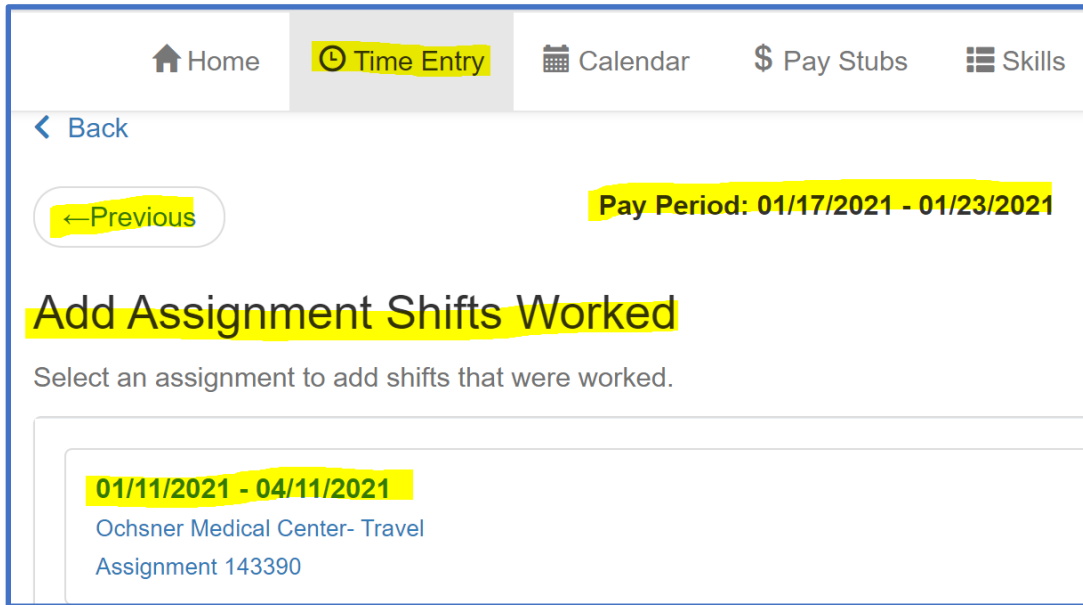 Home Time Entry Calendar $ Pay Stubs Skills
Back
←Previous
Pay Period: 01/17/2021 - 01/23/2021
Add Assignment Shifts Worked
Select an assignment to add shifts that were worked.
01/11/2021 - 04/11/2021
Ochsner Medical Center- Travel
Assignment 143390